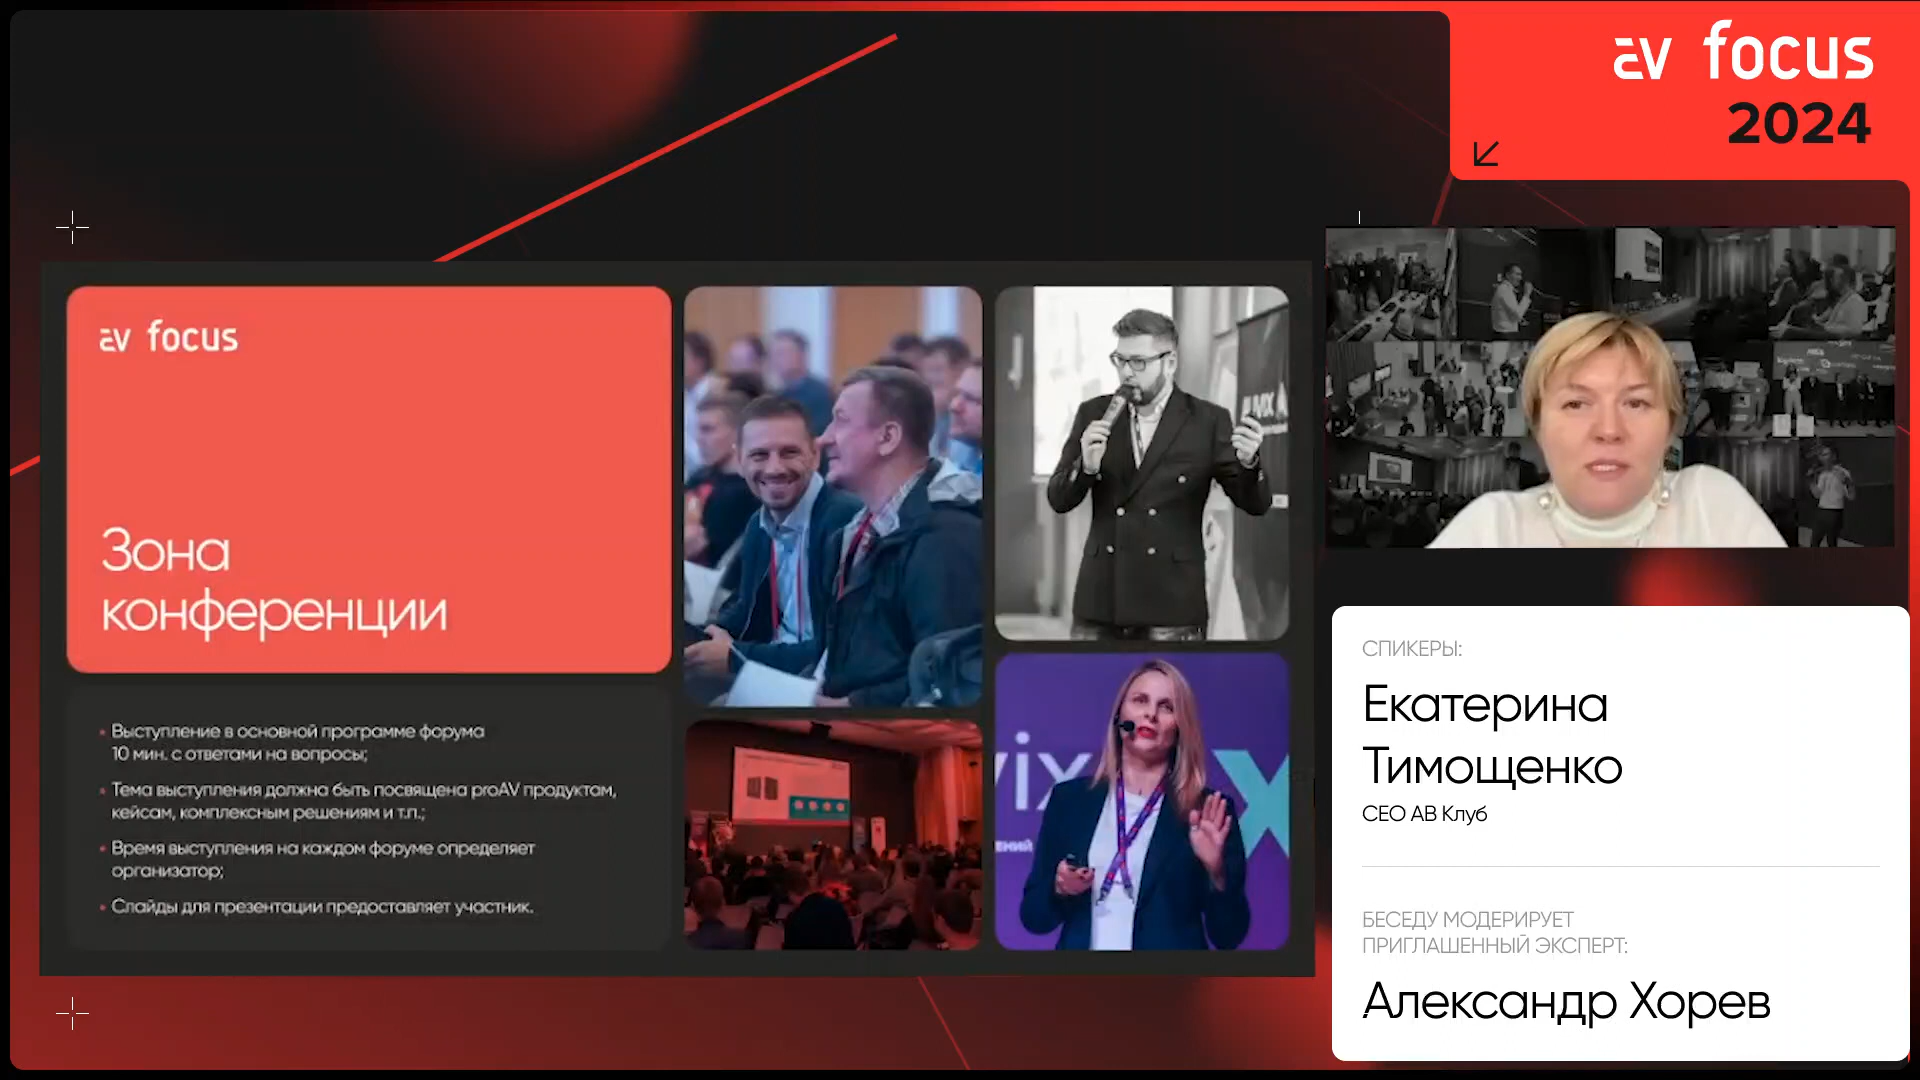 av focus
2024
av focus
Зона
конференции
• Выступление в основной программе форума
10 мин. с ответами на вопросы;
• Тема выступления должна быть посвящена proAV продуктам,
кейсам, комплексным решениям и т.п.;
• Время выступления на каждом форуме определяет
организатор;
• Слайды для презентации предоставляет участник.
AMX
vix
СПИКЕРЫ:
Екатерина
Тимощенко
CEO АВ Клуб
БЕСЕДУ МОДЕРИРУЕТ
ПРИГЛАШЕННЫЙ ЭКСПЕРТ:
Александр Хорев